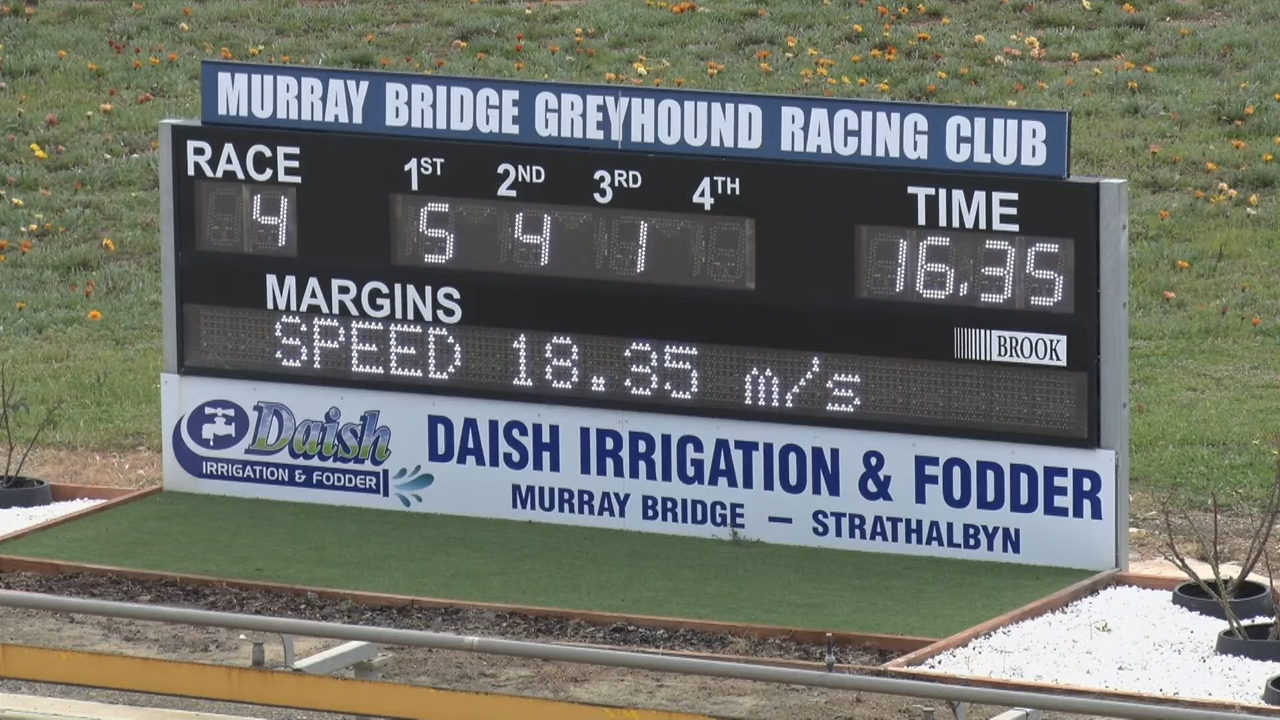 MURRAY BRIDGE GREYHOUND RACING CLUB
RACE 1ST 2ND 3RD 4TH TIME
4 5 4 1 16.35
MARGINS
SPEED 18.35 m/s
BROOK
Daish
IRRIGATION & FODDER
DAISH IRRIGATION & FODDER
MURRAY BRIDGE — STRATHALBYN